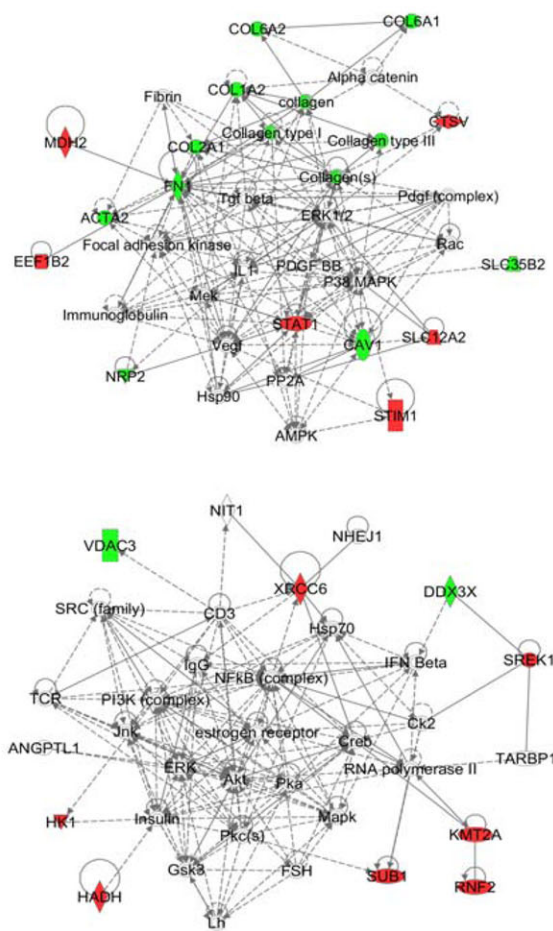 COL6A2
COL6A1
Alpha catenin
COL1A2
Fibrin
collagen
CTSV
Collagen type I
MDH2
Collagen type III
COL2A1
Collagen(s)
FN1
Tgf beta
Pdgf (complex)
ACTA2
ERK1/2
Focal adhesion kinase
Rac
EEF1B2
IL1
PDGF BB
SLC35B2
P38 MAPK
Mek
Immunoglobulin
STAT1
Vegf
CAV1
SLC12A2
NRP2
PP2A
Hsp90
STIM1
AMPK
NIT1
NHEJ1
VDAC3
XRCC6
DDX3X
SRC (family)
CD3
Hsp70
IgG
IFN Beta
SREK1
NFkB (complex)
TCR
PI3K (complex)
Ck2
Jnk
estrogen receptor
Creb
ANGPTL1
TARBP1
ERK
RNA polymerase II
Akt
Pka
HK1
Insulin
Mapk
Pkc(s)
KMT2A
Gsk3
FSH
SUB1
RNF2
HADH
Lh